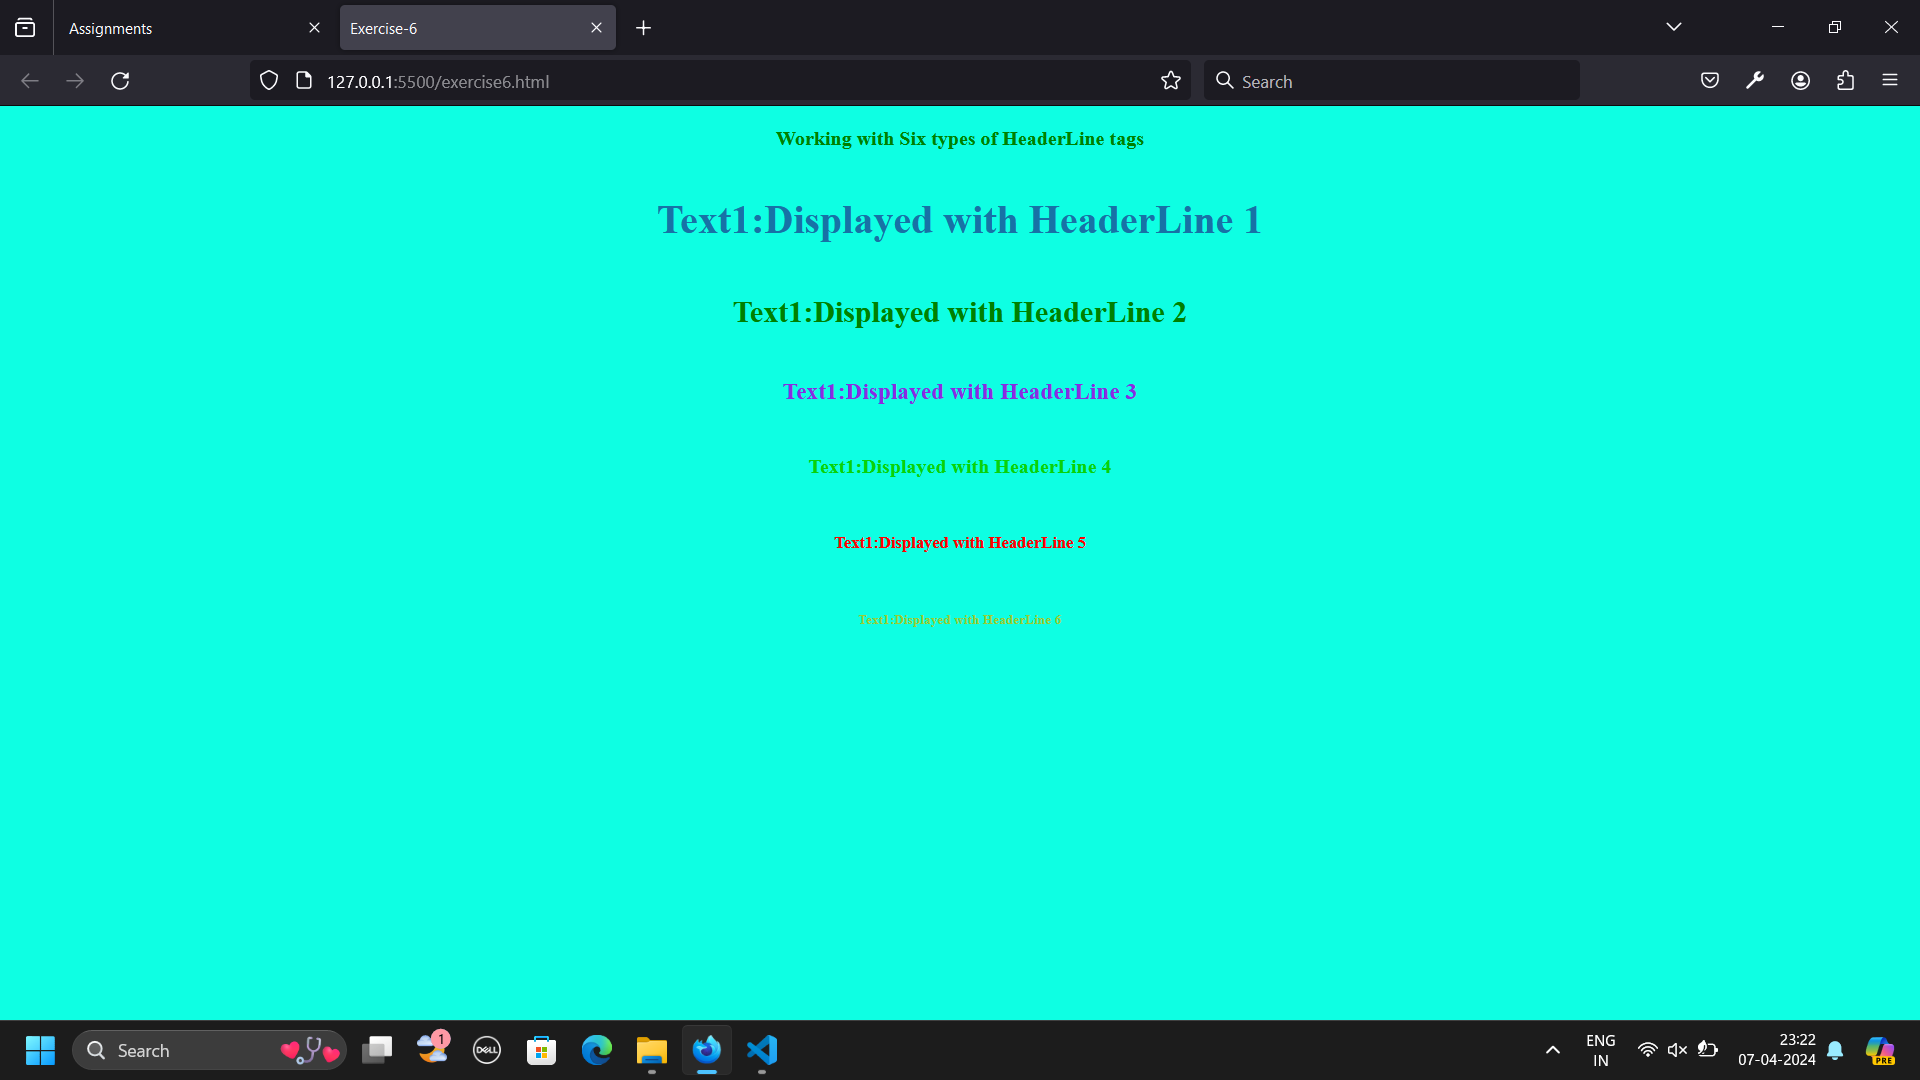 Assignments
Exercise-6
127.0.0.1:5500/exercise6.html
Search
Working with Six types of HeaderLine tags
Text1:Displayed with HeaderLine 1
Text1:Displayed with HeaderLine 2
Text1:Displayed with HeaderLine 3
Text1:Displayed with HeaderLine 4
Text1:Displayed with HeaderLine 5
Text1:Displayed with HeaderLine 6
Search
1
DELL
ENG
IN
23:22
07-04-2024
PRE